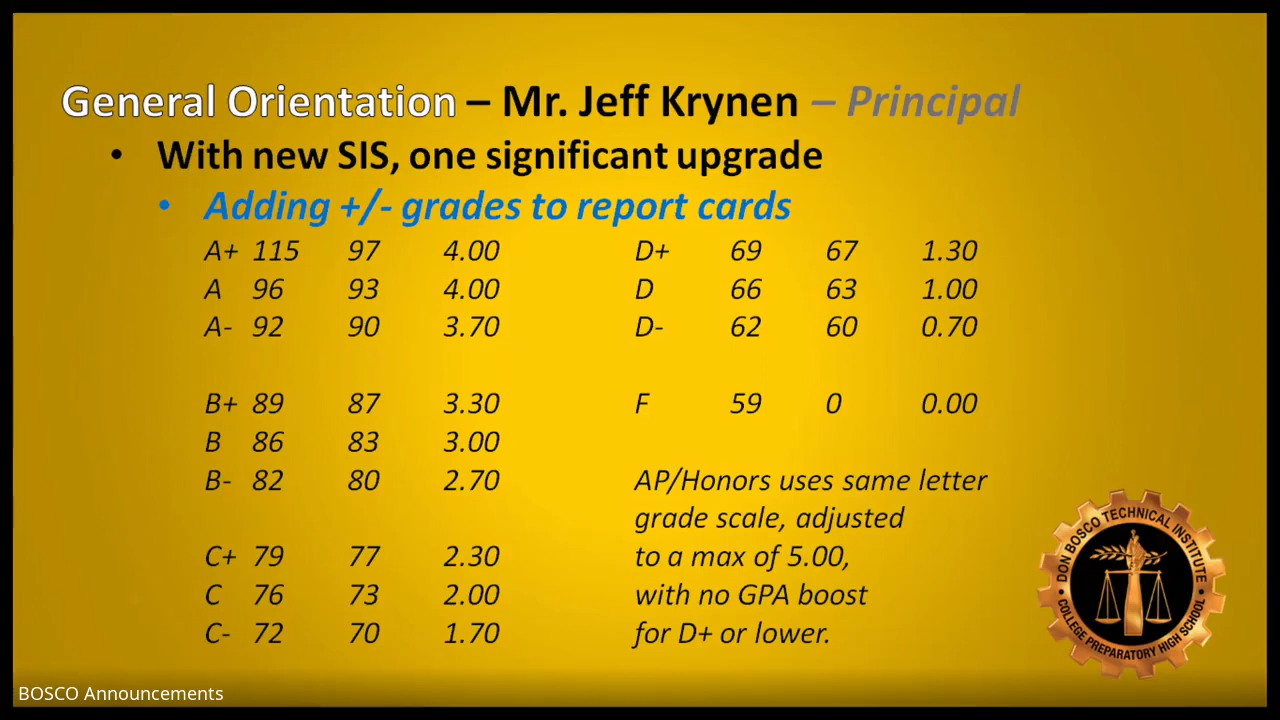 General Orientation – Mr. Jeff Krynen – Principal
• With new SIS, one significant upgrade
• Adding +/- grades to report cards
A+ 115 97 4.00
A 96 93 4.00
A- 92 90 3.70
B+ 89 87 3.30
B 86 83 3.00
B- 82 80 2.70
C+ 79 77 2.30
C 76 73 2.00
C- 72 70 1.70
D+ 69 67 1.30
D 66 63 1.00
D- 62 60 0.70
F 59 0 0.00
AP/Honors uses same letter
grade scale, adjusted
to a max of 5.00,
with no GPA boost
for D+ or lower.
DON BOSCO TECHNICAL INSTITUTE
• COLLEGE PREPARATORY HIGH SCHOOL •
BOSCO Announcements